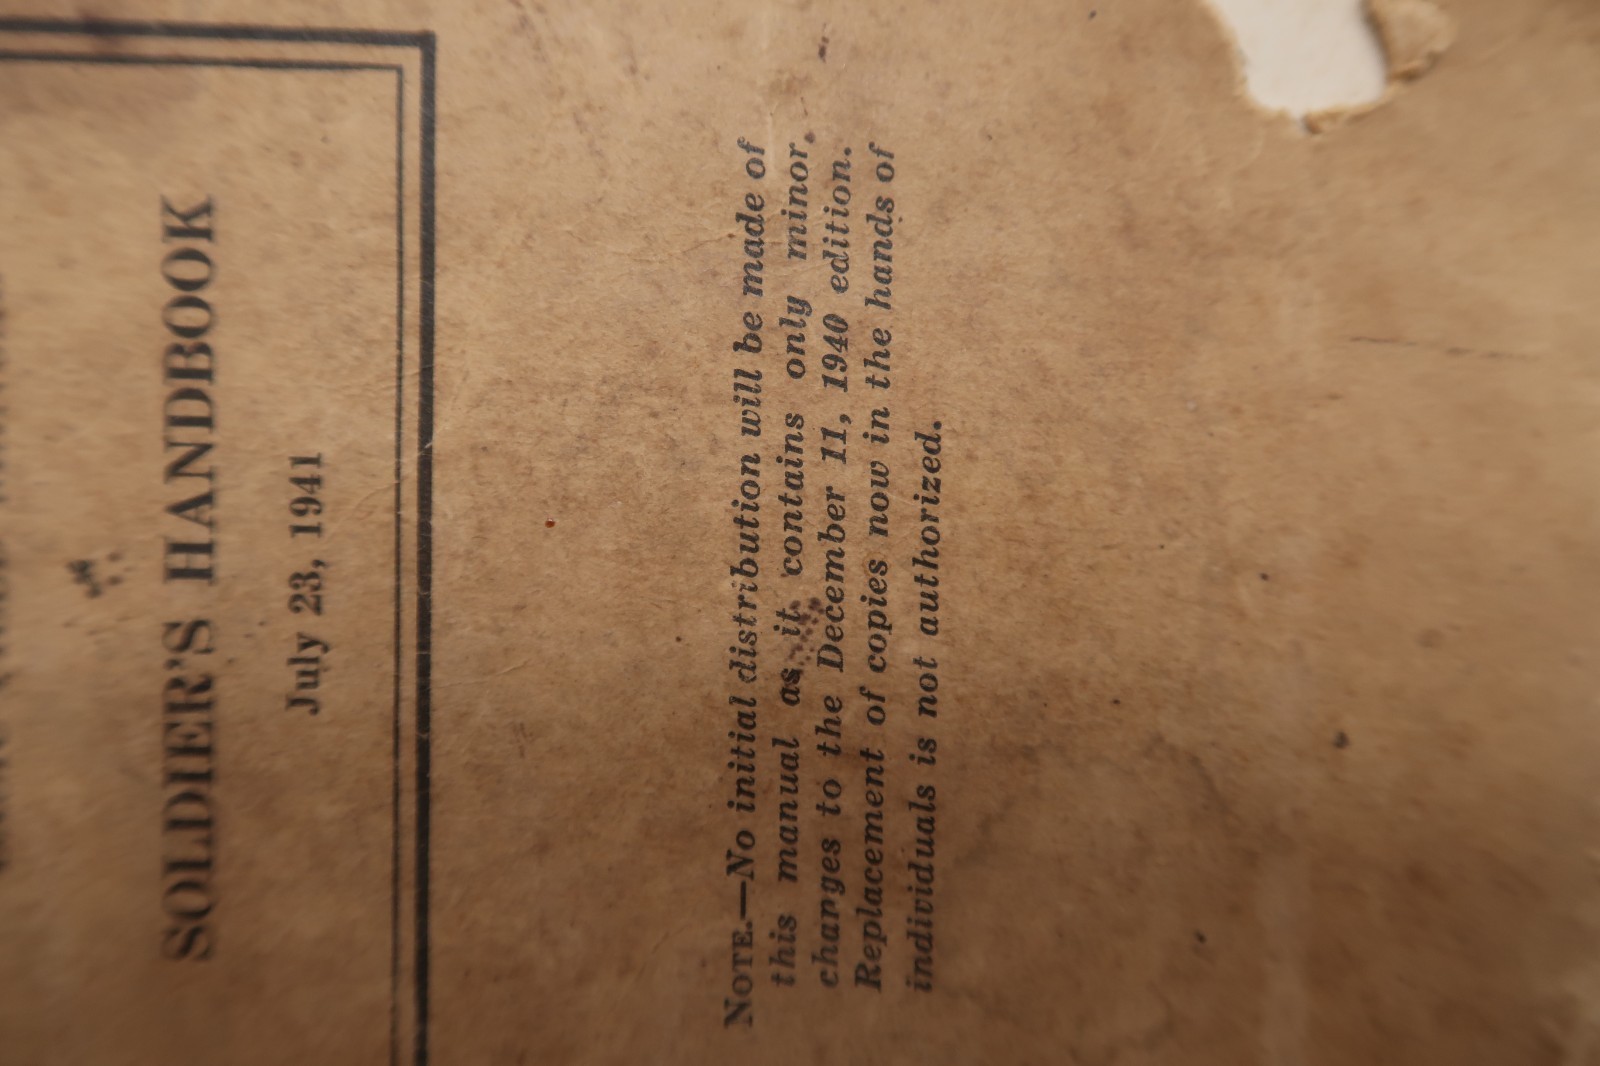 SOLDIER'S HANDBOOK
July 23, 1941
NOTE.—No initial distribution will be made of
this manual as it contains only minor
changes to the December 11, 1940 edition.
Replacement of copies now in the hands of
individuals is not authorized.